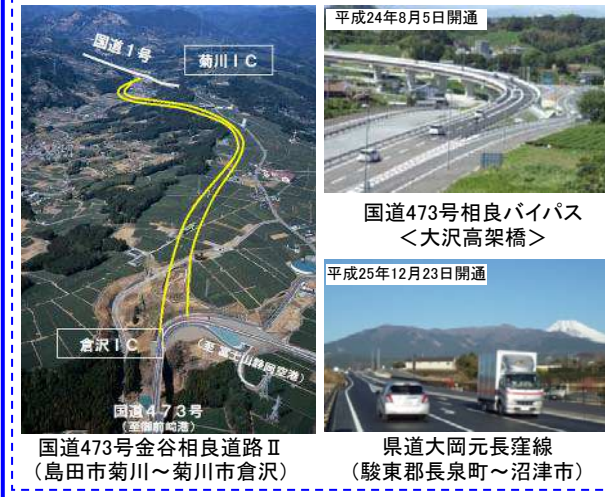 国道1号
菊川IC
倉沢IC
(至 富士山静岡空港)
国道473号
(至御前崎港)
国道473号金谷相良道路Ⅱ
(島田市菊川～菊川市倉沢)
平成24年8月5日開通
国道473号相良バイパス
＜大沢高架橋＞
平成25年12月23日開通
県道大岡元長窪線
(駿東郡長泉町～沼津市)